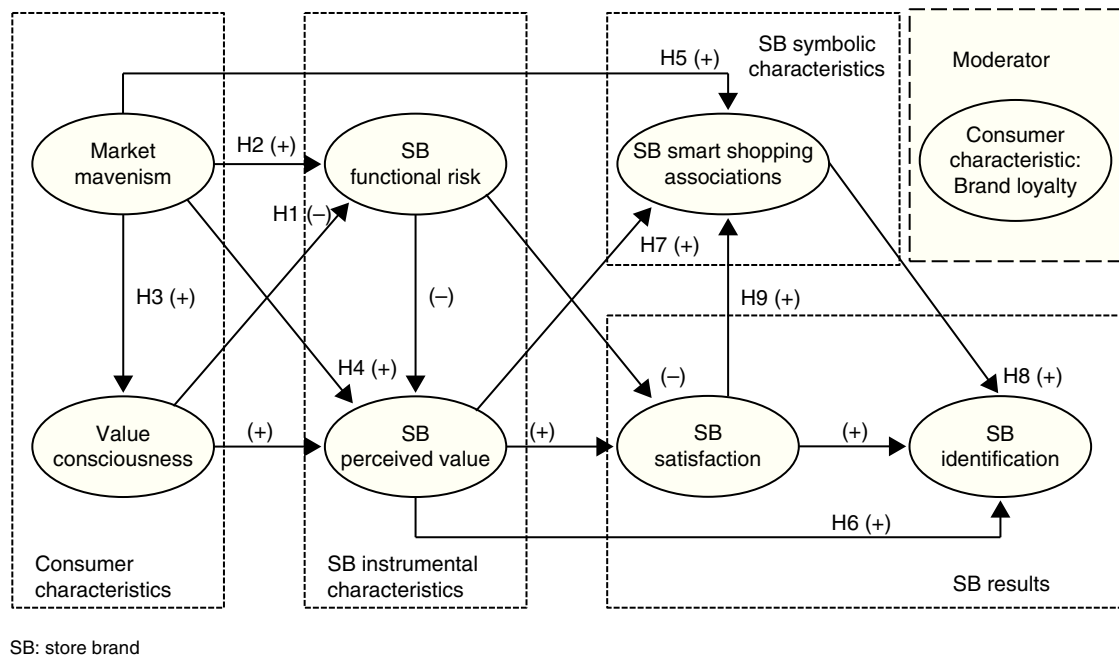 SB symbolic
characteristics
Moderator
H5 (+)
Market
mavenism
H2 (+)
SB
functional risk
SB smart shopping
associations
Consumer
characteristic:
Brand loyalty
H1 (–)
H7 (+)
H3 (+)
(–)
H9 (+)
H4 (+)
(–)
H8 (+)
Value
consciousness
(+)
SB
perceived value
(+)
SB
satisfaction
(+)
SB
identification
H6 (+)
Consumer
characteristics
SB instrumental
characteristics
SB results
SB: store brand